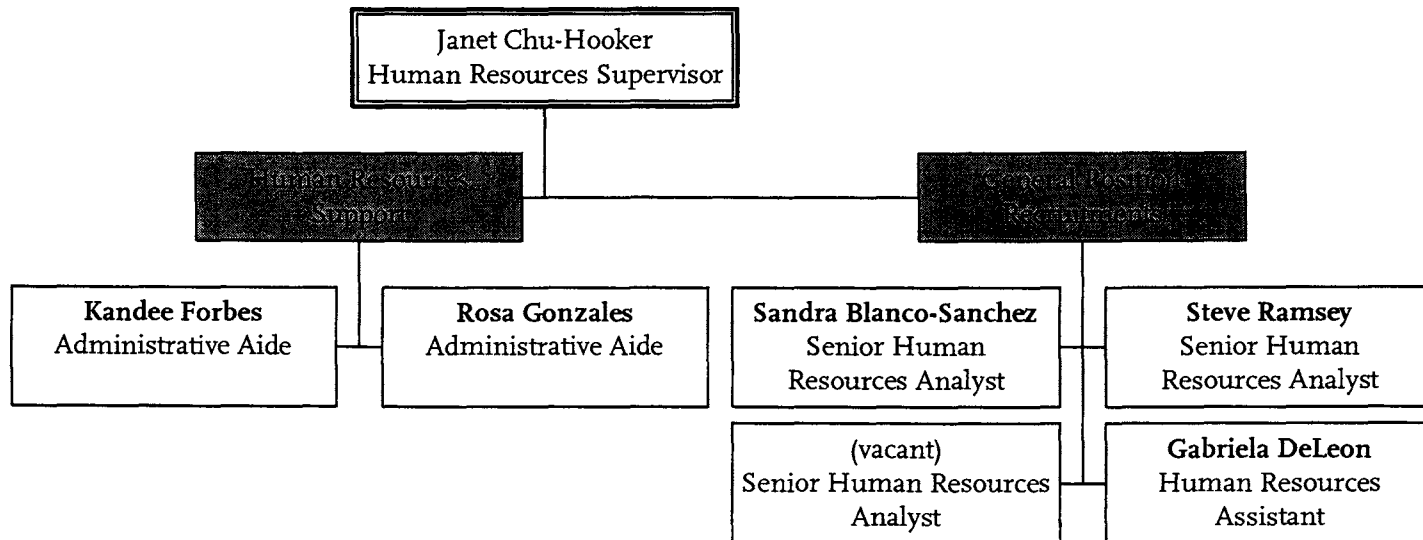 Janet Chu-Hooker
Human Resources Supervisor
Human Resources
Support
General Position
Recruitments
Kandee Forbes
Administrative Aide
Rosa Gonzales
Administrative Aide
Sandra Blanco-Sanchez
Senior Human
Resources Analyst
Steve Ramsey
Senior Human
Resources Analyst
(vacant)
Senior Human Resources
Analyst
Gabriela DeLeon
Human Resources
Assistant